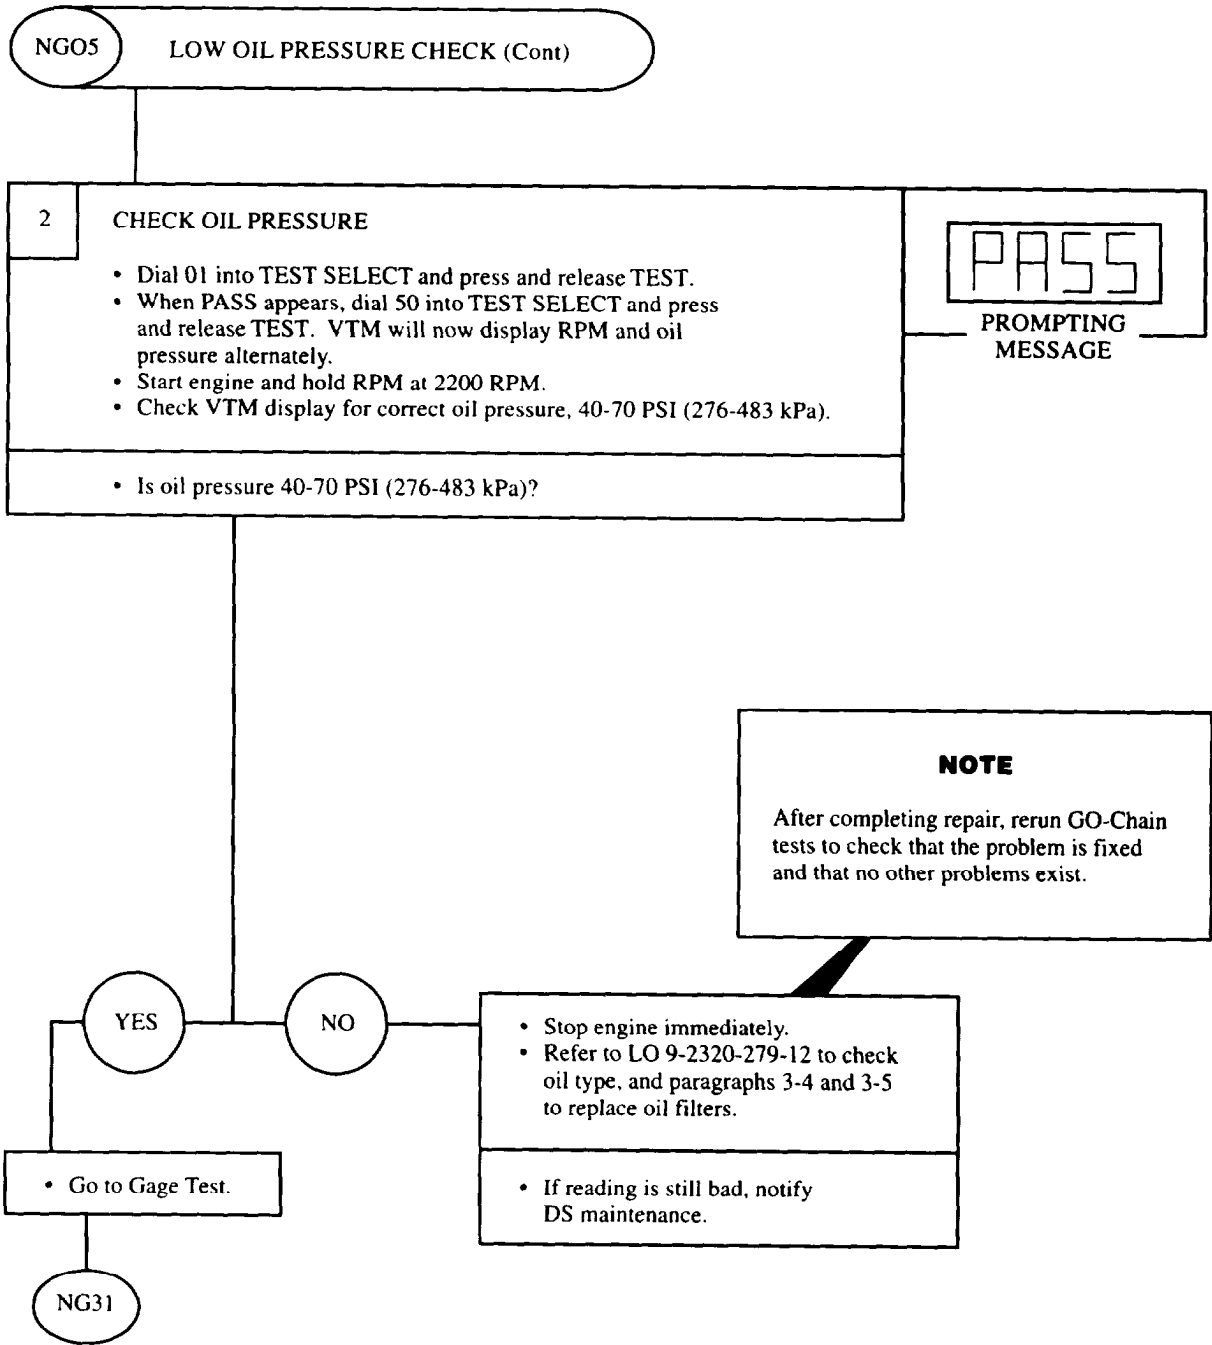 NGO5
LOW OIL PRESSURE CHECK (Cont)
2
CHECK OIL PRESSURE
• Dial 01 into TEST SELECT and press and release TEST.
• When PASS appears, dial 50 into TEST SELECT and press
and release TEST. VTM will now display RPM and oil
pressure alternately.
• Start engine and hold RPM at 2200 RPM.
• Check VTM display for correct oil pressure, 40-70 PSI (276-483 kPa).
• Is oil pressure 40-70 PSI (276-483 kPa)?
PASS
PROMPTING
MESSAGE
NOTE
After completing repair, rerun GO-Chain
tests to check that the problem is fixed
and that no other problems exist.
YES
NO
• Stop engine immediately.
• Refer to LO 9-2320-279-12 to check
oil type, and paragraphs 3-4 and 3-5
to replace oil filters.
• If reading is still bad, notify
DS maintenance.
• Go to Gage Test.
NG31